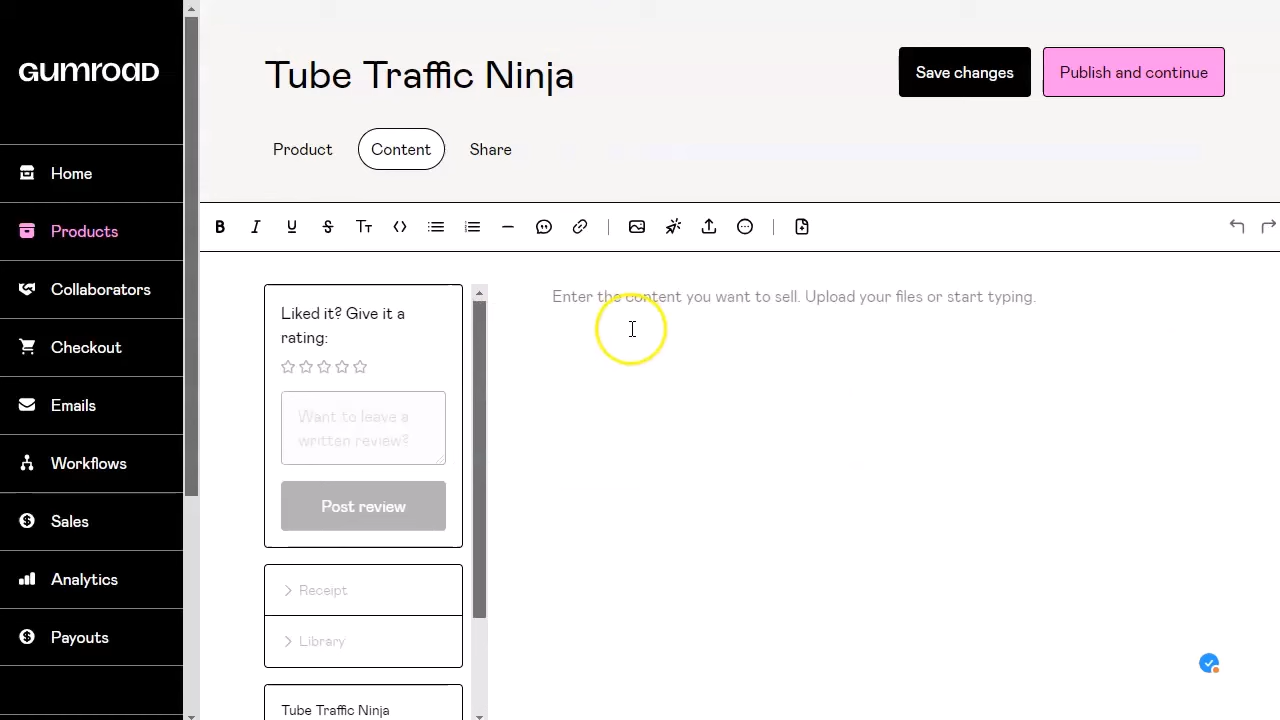 GUMROAD
Home
Products
Collaborators
Checkout
Emails
Workflows
Sales
Analytics
Payouts
Tube Traffic Ninja
Save changes
Publish and continue
Product
Content
Share
B I U S Tт
Liked it? Give it a
rating:
Want to leave a
written review?
Post review
Receipt
Library
Tube Traffic Ninja
Enter the content you want to sell. Upload your files or start typing.